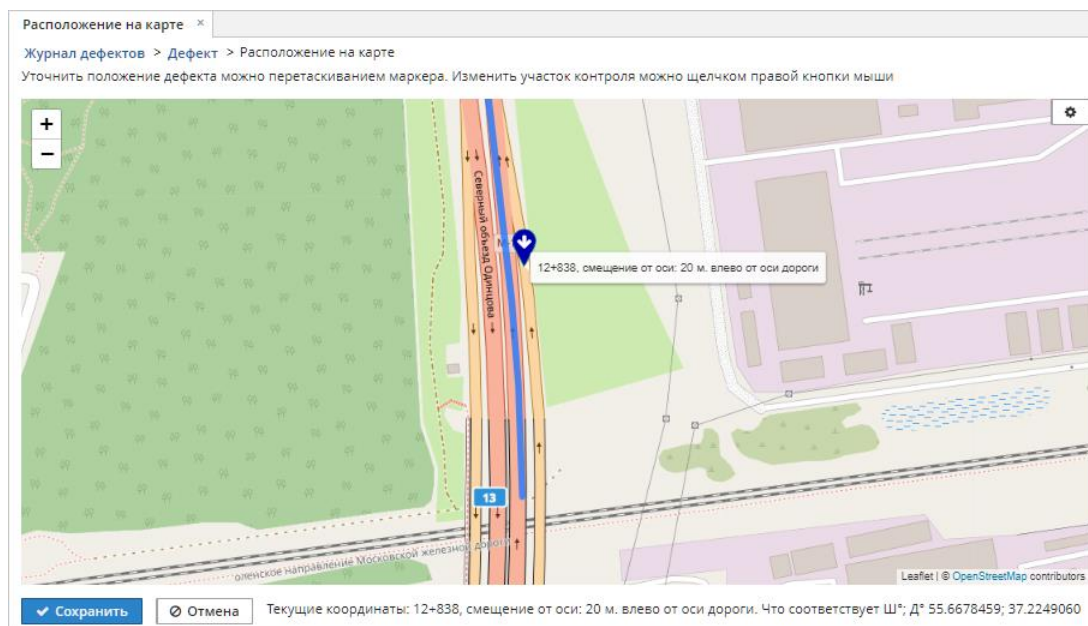 Расположение на карте ×
Журнал дефектов > Дефект > Расположение на карте
Уточнить положение дефекта можно перетаскиванием маркера. Изменить участок контроля можно щелчком правой кнопки мыши
+
−
Северный объезд Одинцова
12+838, смещение от оси: 20 м. влево от оси дороги
13
оленское направление Московской железной дороги
Leaflet | © OpenStreetMap contributors
Сохранить
Отмена
Текущие координаты: 12+838, смещение от оси: 20 м. влево от оси дороги. Что соответствует Ш°; Д° 55.6678459; 37.2249060